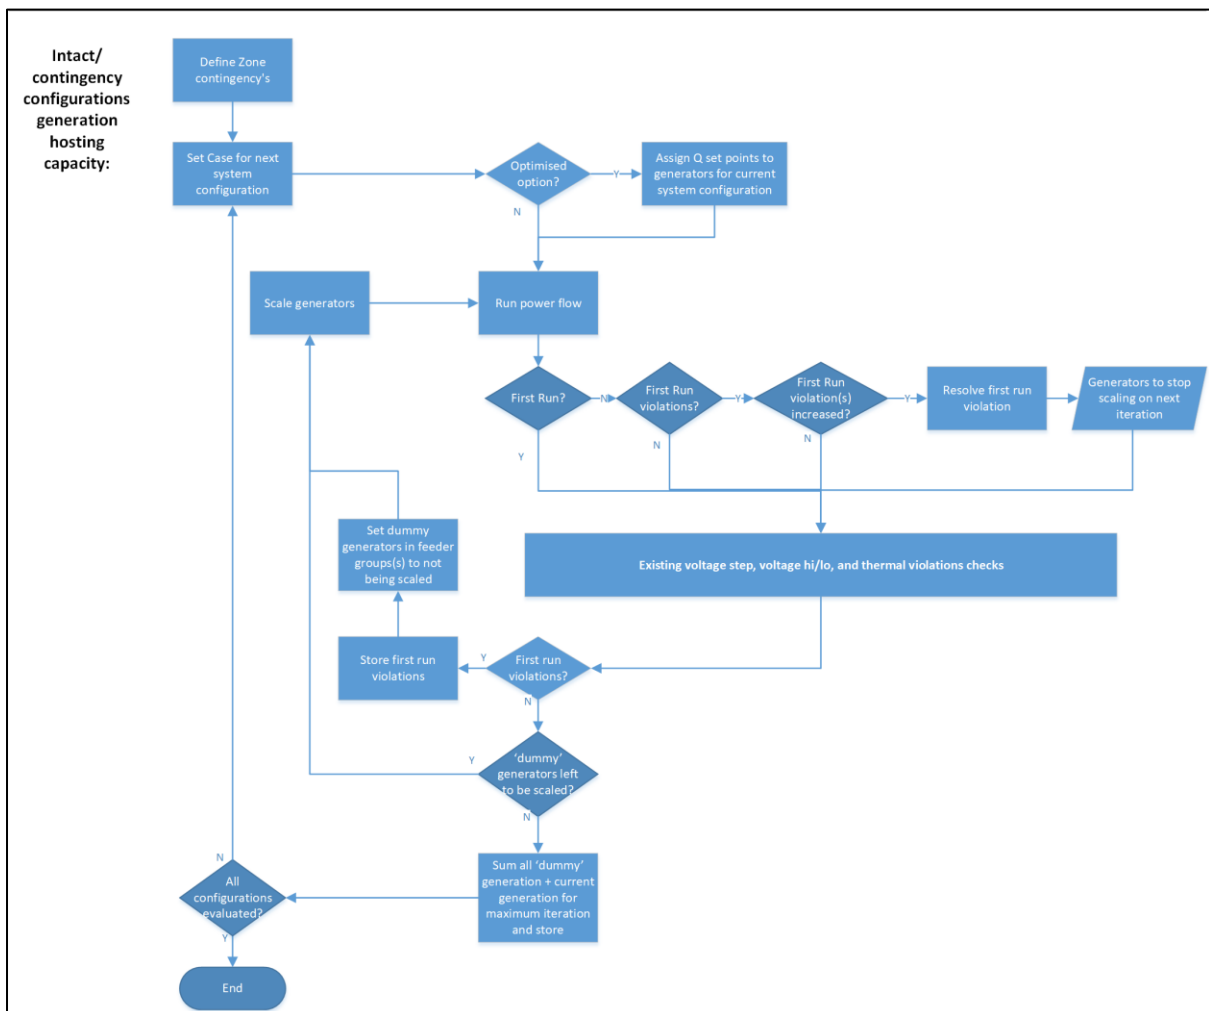 Intact/
contingency
configurations
generation
hosting
capacity:
Define Zone
contingency's
Set Case for next
system
configuration
Optimised
option?
Y
Assign Q set points to
generators for current
system configuration
N
Scale generators
Run power flow
First Run?
N
First Run
violations?
Y
First Run
violation(s)
increased?
Y
Resolve first run
violation
Generators to stop
scaling on next
iteration
Y
N
N
Set dummy
generators in feeder
groups(s) to not
being scaled
Existing voltage step, voltage hi/lo, and thermal violations checks
Store first run
violations
Y
First run
violations?
N
Y
'dummy'
generators left
to be scaled?
N
Sum all 'dummy'
generation + current
generation for
maximum iteration
and store
N
All
configurations
evaluated?
Y
End